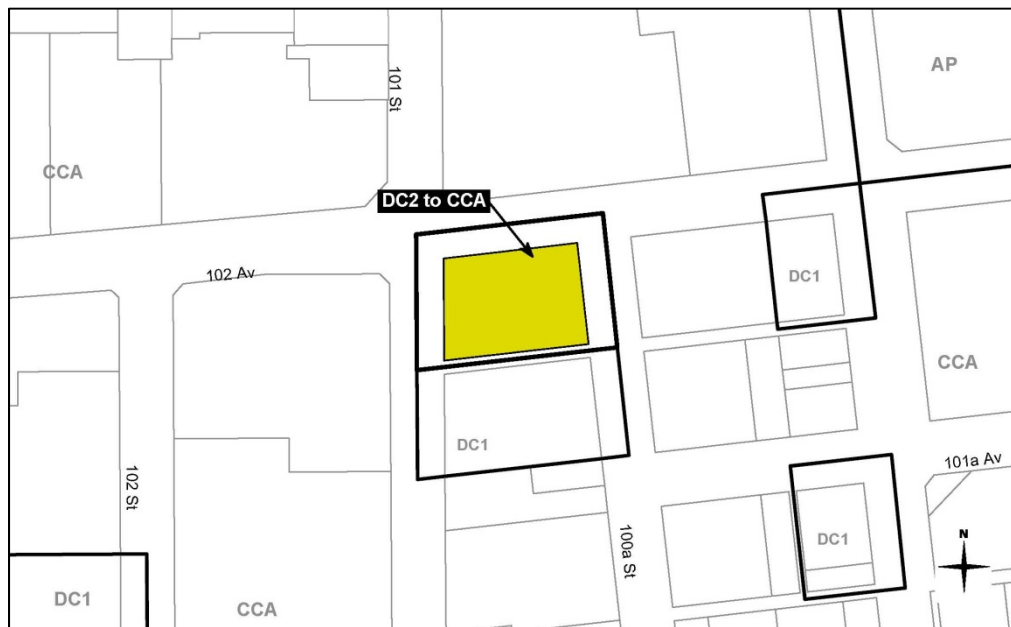 AP
101 St
CCA
DC2 to CCA
102 Av
DC1
CCA
DC1
101a Av
102 St
100a St
N
DC1
DC1
CCA